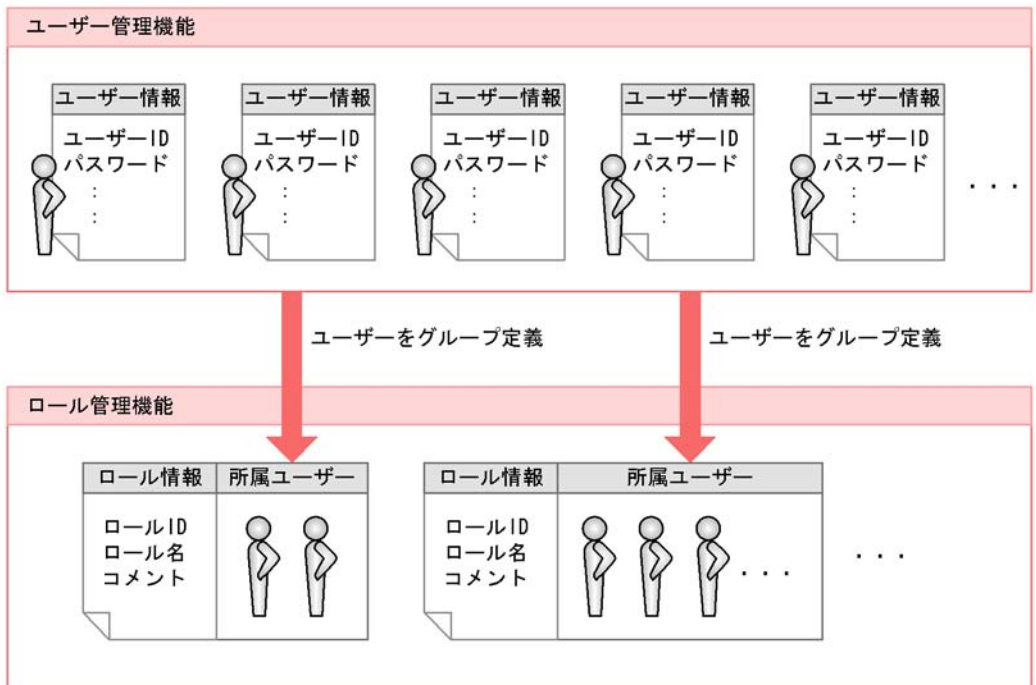 ユーザー管理機能
ユーザー情報
ユーザーID
パスワード
:
:
ユーザー情報
ユーザーID
パスワード
:
:
ユーザー情報
ユーザーID
パスワード
:
:
ユーザー情報
ユーザーID
パスワード
:
:
ユーザー情報
ユーザーID
パスワード
:
:
・・・
ユーザーをグループ定義
ユーザーをグループ定義
ロール管理機能
ロール情報
所属ユーザー
ロールID
ロール名
コメント
ロール情報
所属ユーザー
ロールID
ロール名
コメント
・・・
・・・